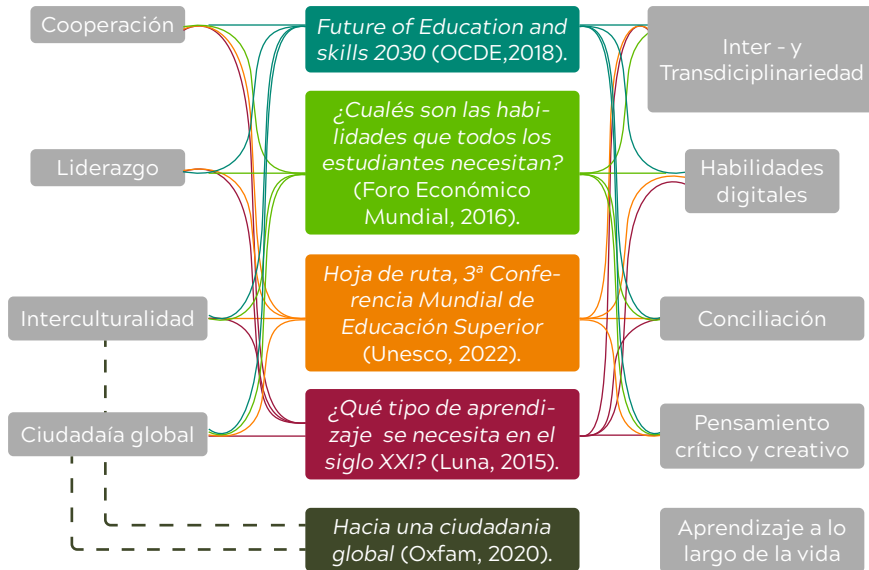 Cooperación
Liderazgo
Interculturalidad
Ciudadaía global
Future of Education and
skills 2030 (OCDE,2018).
¿Cualés son las habi-
lidades que todos los
estudiantes necesitan?
(Foro Económico
Mundial, 2016).
Hoja de ruta, 3ª Confe-
rencia Mundial de
Educación Superior
(Unesco, 2022).
¿Qué tipo de aprendi-
zaje se necesita en el
siglo XXI? (Luna, 2015).
Hacia una ciudadania
global (Oxfam, 2020).
Inter - y
Transdiciplinariedad
Habilidades
digitales
Conciliación
Pensamiento
crítico y creativo
Aprendizaje a lo
largo de la vida